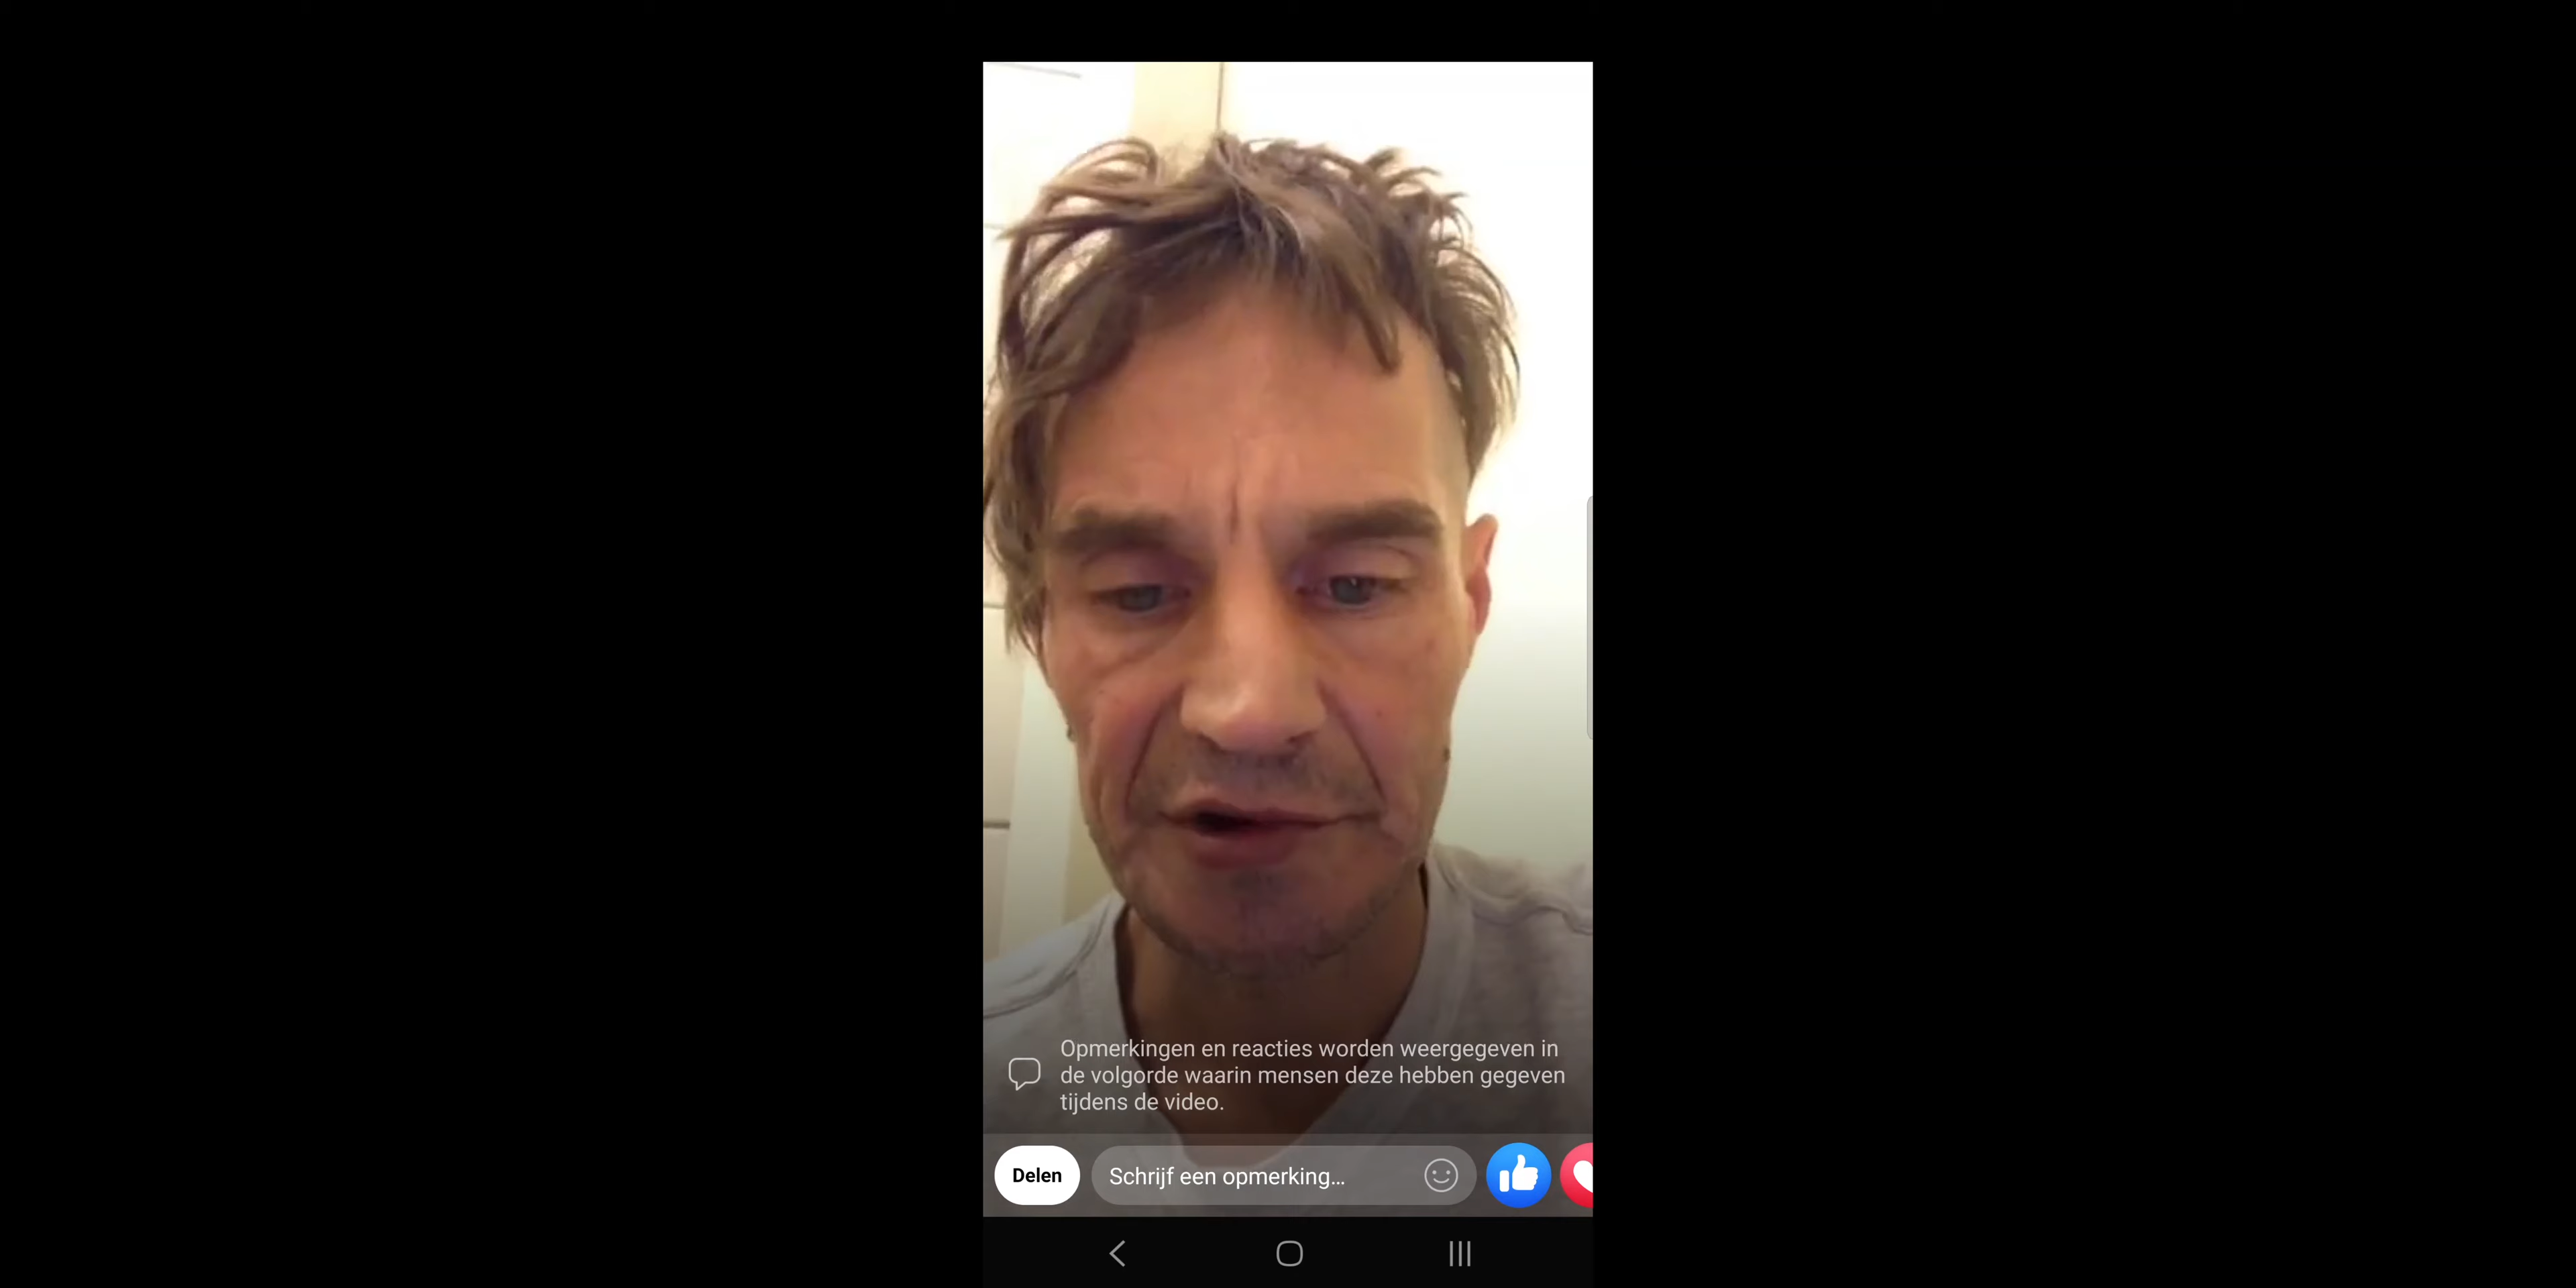 Opmerkingen en reacties worden weergegeven in
de volgorde waarin mensen deze hebben gegeven
tijdens de video.
Delen
Schrijf een opmerking...